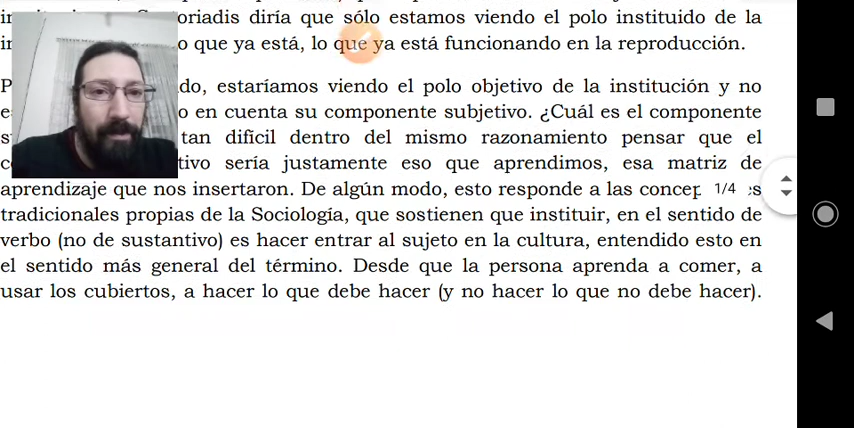 Castoriadis diría que sólo estamos viendo el polo instituido de la
o que ya está, lo que ya está funcionando en la reproducción.
do, estaríamos viendo el polo objetivo de la institución y no
o en cuenta su componente subjetivo. ¿Cuál es el componente
tan difícil dentro del mismo razonamiento pensar que el
tivo sería justamente eso que aprendimos, esa matriz de
aprendizaje que nos insertaron. De algún modo, esto responde a las concep 1/4 es
tradicionales propias de la Sociología, que sostienen que instituir, en el sentido de
verbo (no de sustantivo) es hacer entrar al sujeto en la cultura, entendido esto en
el sentido más general del término. Desde que la persona aprenda a comer, a
usar los cubiertos, a hacer lo que debe hacer (y no hacer lo que no debe hacer).